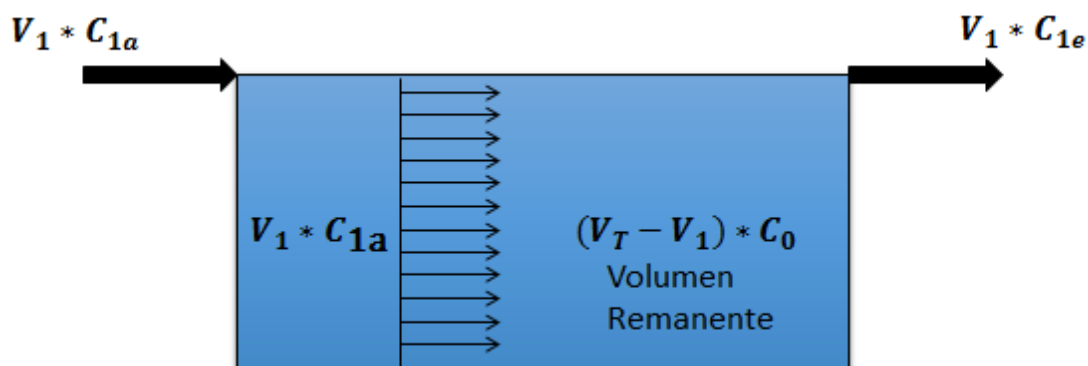 V₁ * C₁ₐ
V₁ * C₁ₑ
V₁ * C₁ₐ
(V_T − V₁) * C₀
Volumen
Remanente